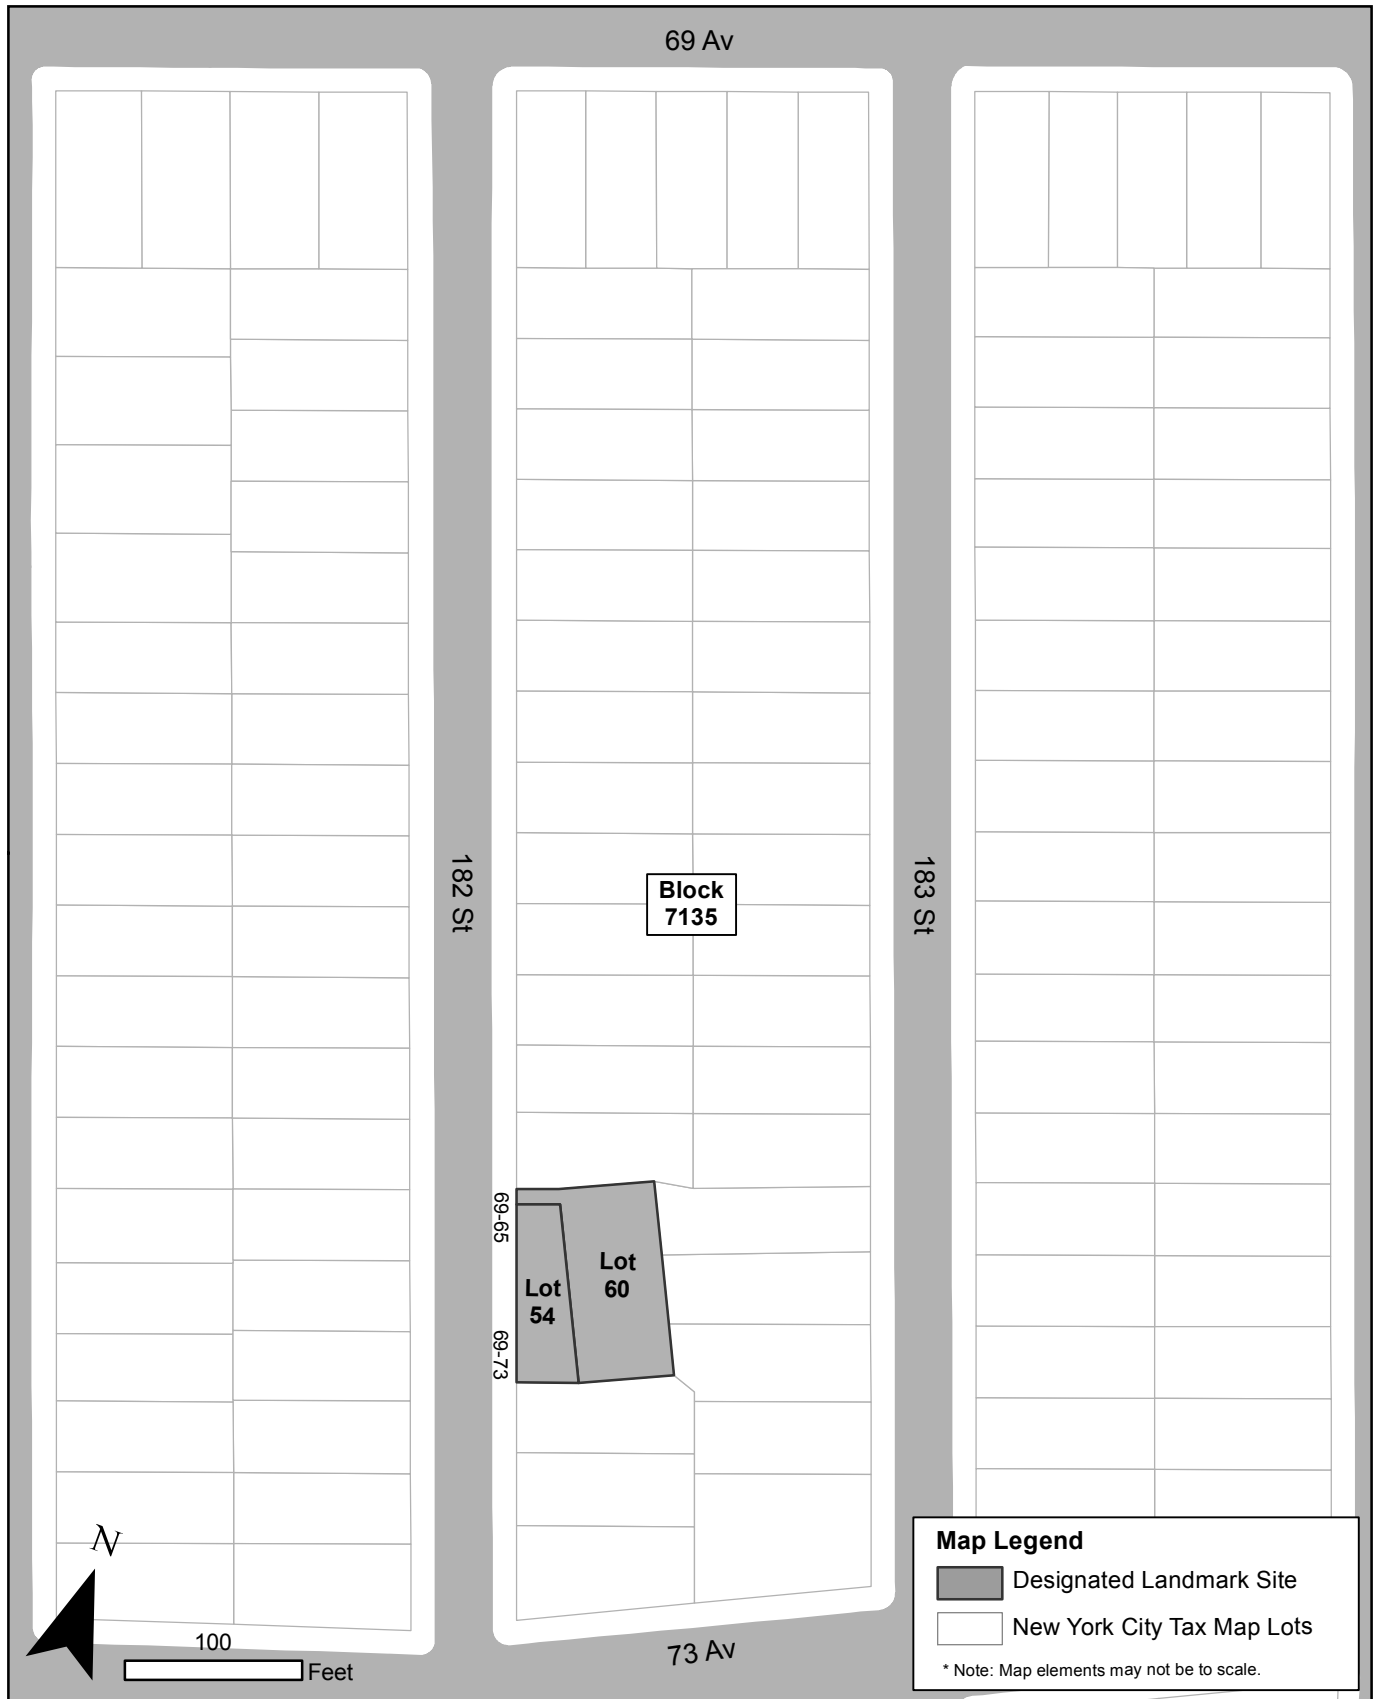 69 Av
182 St
Block
7135
183 St
69-65
Lot
60
Lot
54
69-73
N
100
Feet
73 Av
Map Legend
Designated Landmark Site
New York City Tax Map Lots
* Note: Map elements may not be to scale.